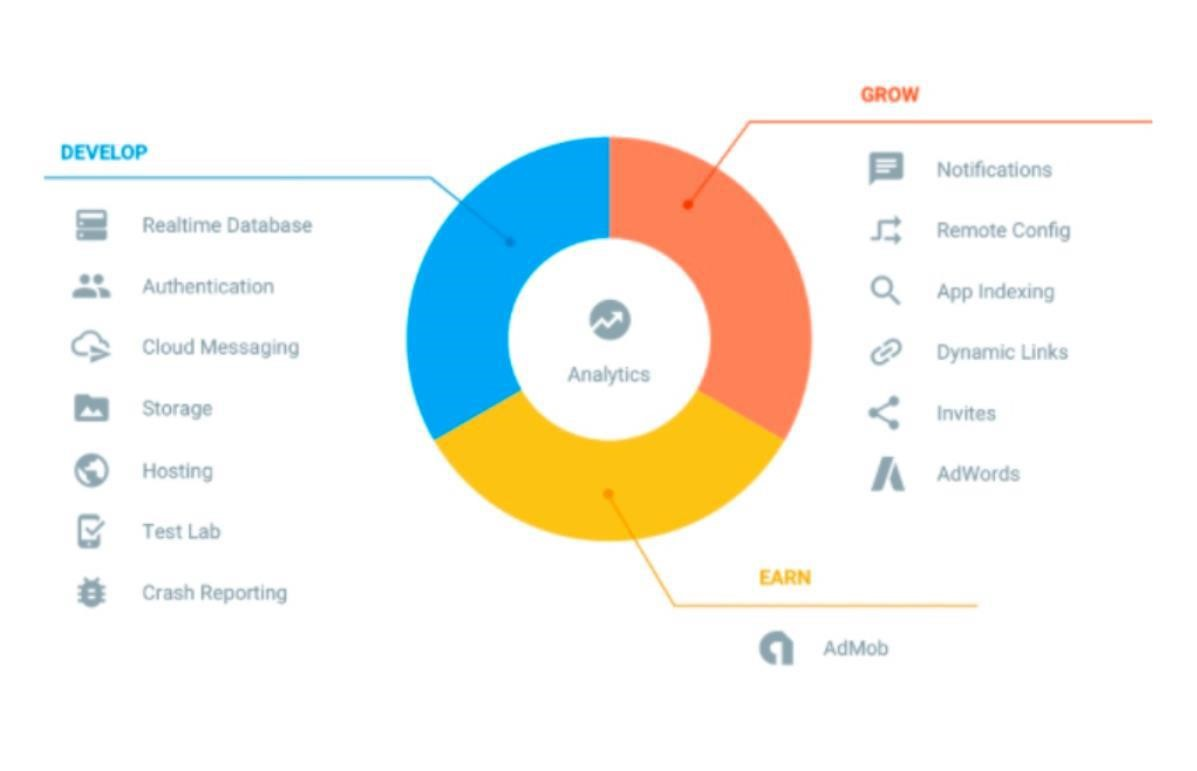 DEVELOP
Realtime Database
Authentication
Cloud Messaging
Storage
Hosting
Test Lab
Crash Reporting
Analytics
GROW
Notifications
Remote Config
App Indexing
Dynamic Links
Invites
AdWords
EARN
AdMob